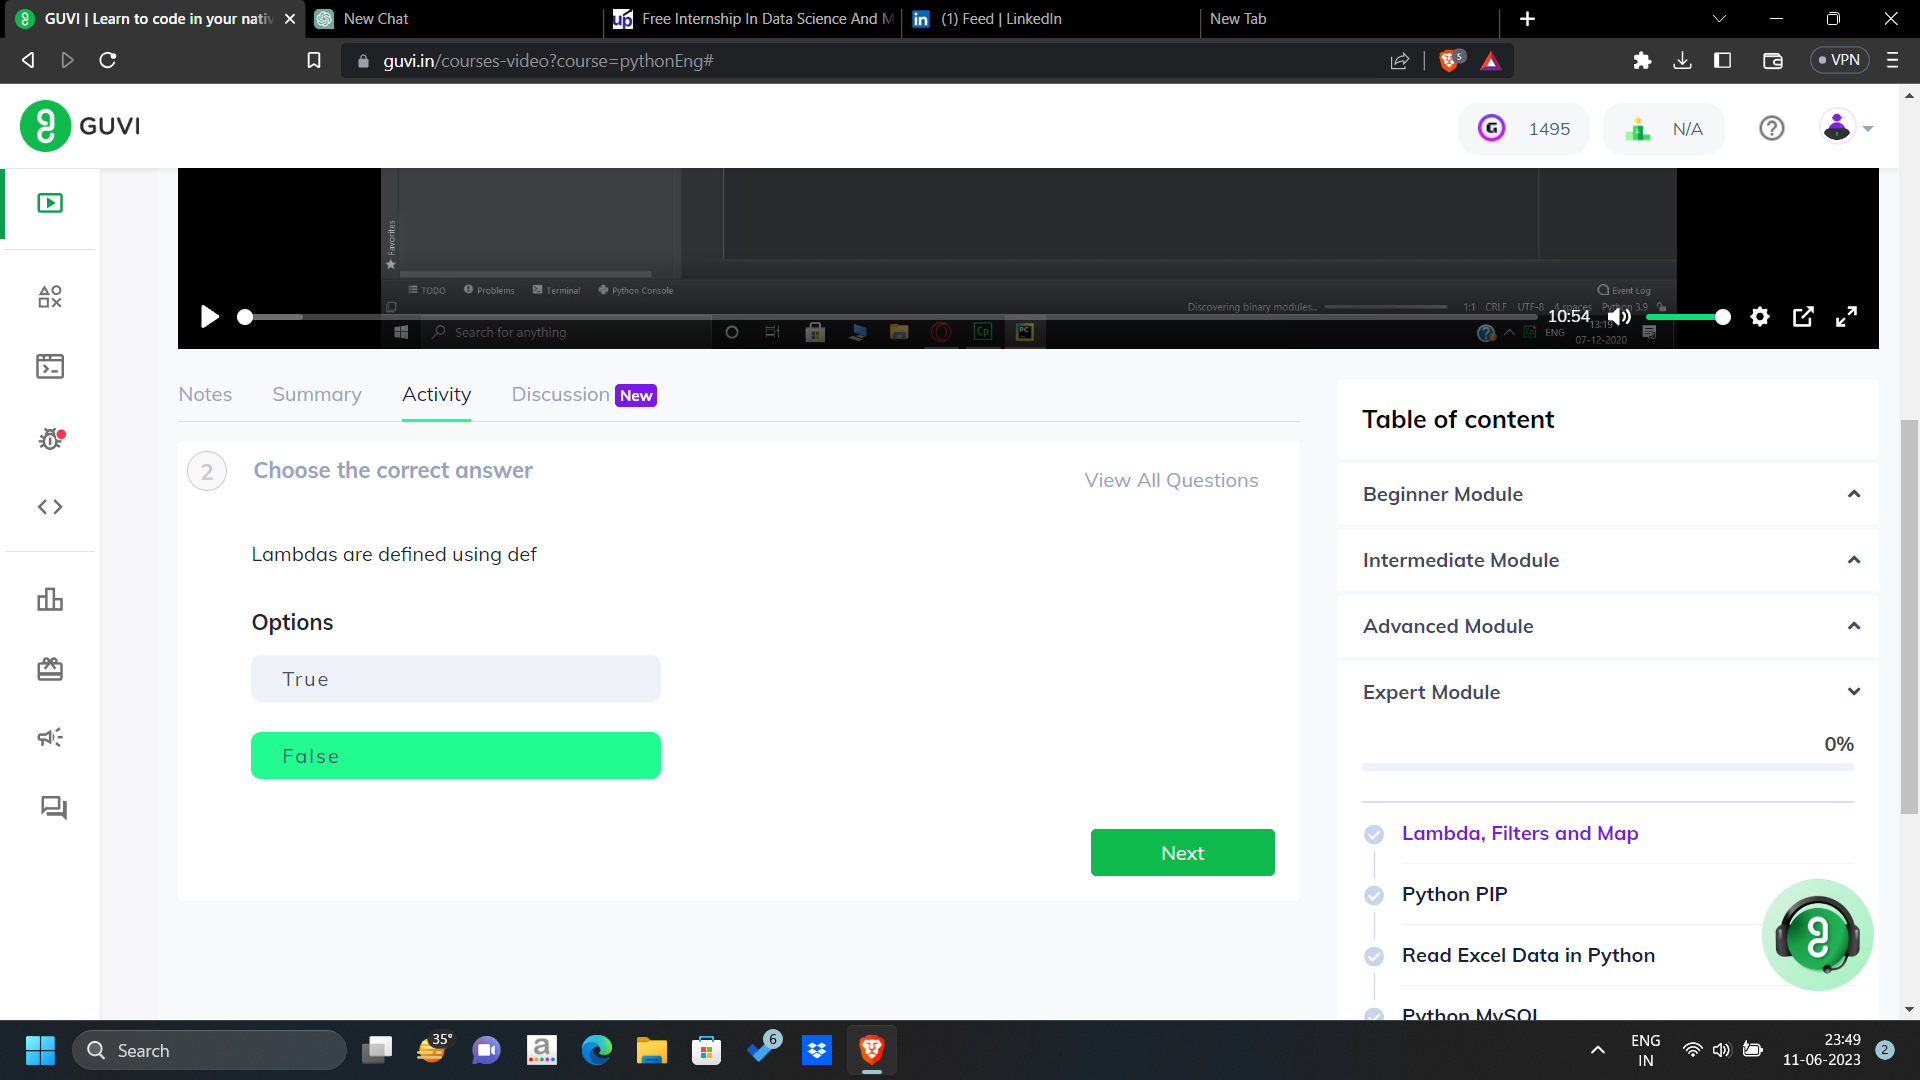 GUVI | Learn to code in your nativ
New Chat
Free Internship In Data Science And M
(1) Feed | LinkedIn
New Tab
guvi.in/courses-video?course=pythonEng#
5
VPN
GUVI
1495
N/A
Favorites
TODO
Problems
Terminal
Python Console
Event Log
Discovering binary modules...
1:1 CRLF UTF-8 4 spaces Python 3.9
10:54
Search for anything
ENG
13:19
07-12-2020
Notes
Summary
Activity
Discussion New
Table of content
2
Choose the correct answer
View All Questions
Lambdas are defined using def
Options
True
False
Next
Beginner Module
Intermediate Module
Advanced Module
Expert Module
0%
Lambda, Filters and Map
Python PIP
Read Excel Data in Python
Python MySQL
Search
35°
6
ENG
IN
23:49
11-06-2023
2